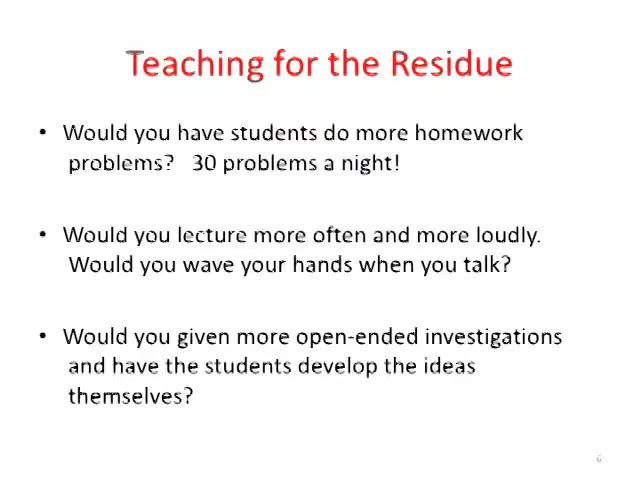 Teaching for the Residue
• Would you have students do more homework
problems? 30 problems a night!
• Would you lecture more often and more loudly.
Would you wave your hands when you talk?
• Would you given more open-ended investigations
and have the students develop the ideas
themselves?
6